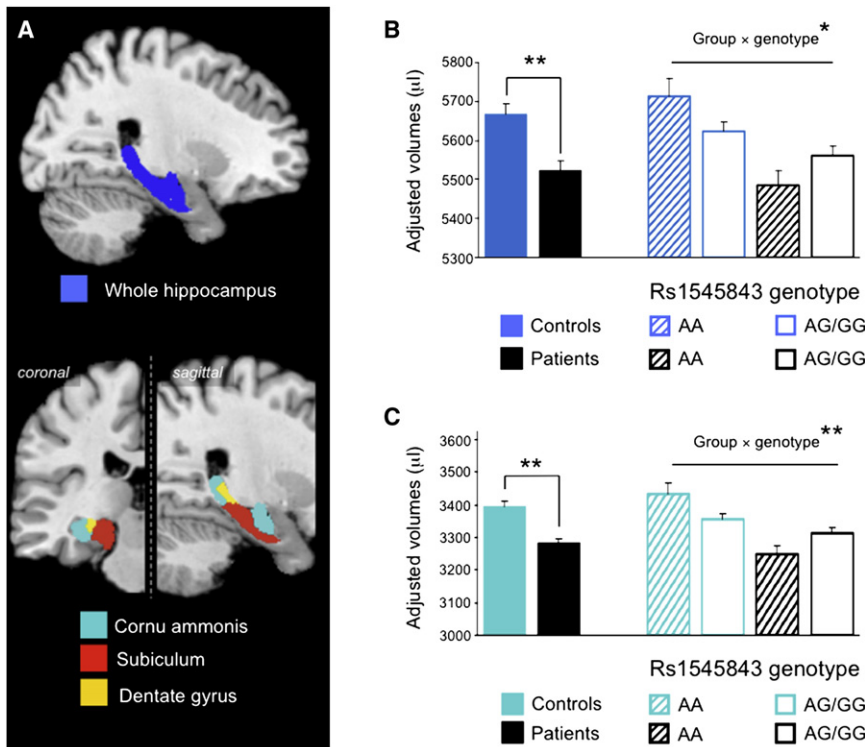 A
Whole hippocampus
coronal
sagittal
Cornu ammonis
Subiculum
Dentate gyrus
B
Adjusted volumes (µl)
5800
5700
5600
5500
5400
5300
**
Group × genotype*
Rs1545843 genotype
Controls AA AG/GG
Patients AA AG/GG
C
Adjusted volumes (µl)
3600
3500
3400
3300
3200
3100
3000
**
Group × genotype**
Rs1545843 genotype
Controls AA AG/GG
Patients AA AG/GG